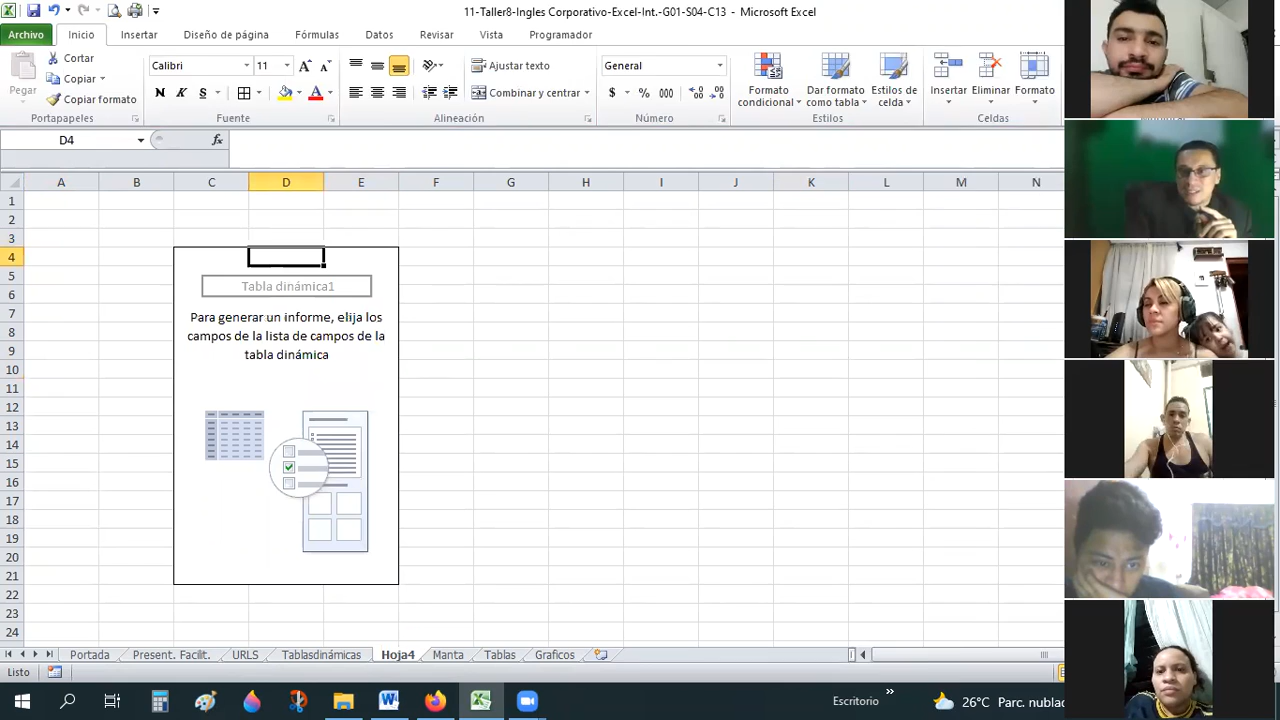 11-Taller8-Ingles Corporativo-Excel-Int.-G01-S04-C13 - Microsoft Excel
Archivo Inicio Insertar Diseño de página Fórmulas Datos Revisar Vista Programador
Pegar Cortar Copiar Copiar formato
Calibri 11 N K S A A A
Ajustar texto
Combinar y centrar
General
$ % 000
Formato condicional Dar formato como tabla Estilos de celda Insertar Eliminar Formato
Portapapeles Fuente Alineación Número Estilos Celdas
D4 fx
A B C D E F G H I J K L M N
1
2
3
4
5
6
7
8
9
10
11
12
13
14
15
16
17
18
19
20
21
22
23
24
Tabla dinámica1
Para generar un informe, elija los
campos de la lista de campos de la
tabla dinámica
Portada Present. Facilit. URLS Tablasdinámicas Hoja4 Manta Tablas Graficos
Listo
Escritorio » 26°C Parc. nublado